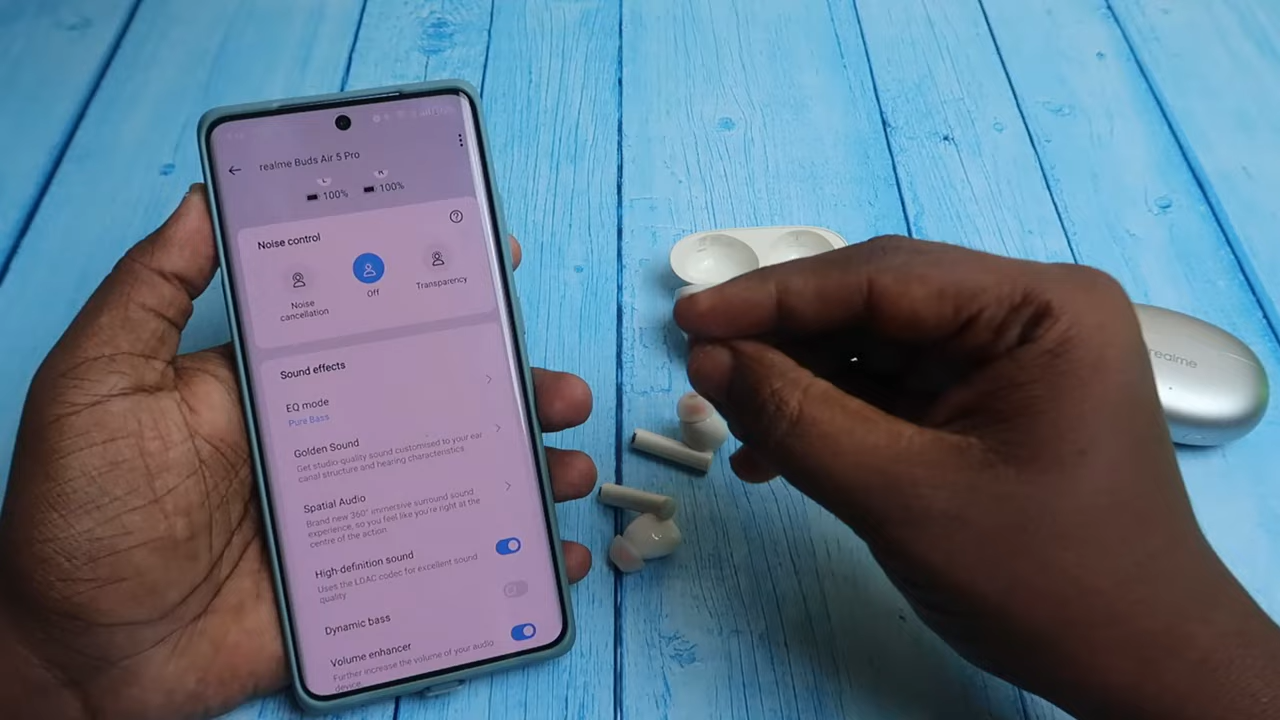 realme Buds Air 5 Pro
L R
100% 100%
Noise control
Noise
cancellation
Off
Transparency
Sound effects
EQ mode
Pure Bass
Golden Sound
Get studio-quality sound customised to your ear
canal structure and hearing characteristics.
Spatial Audio
Brand new 360° immersive surround sound
experience, so you feel like you're right at the
centre of the action.
High-definition sound
Uses the LDAC codec for excellent sound
quality
Dynamic bass
Volume enhancer
Further increase the volume of your audio
device.
realme